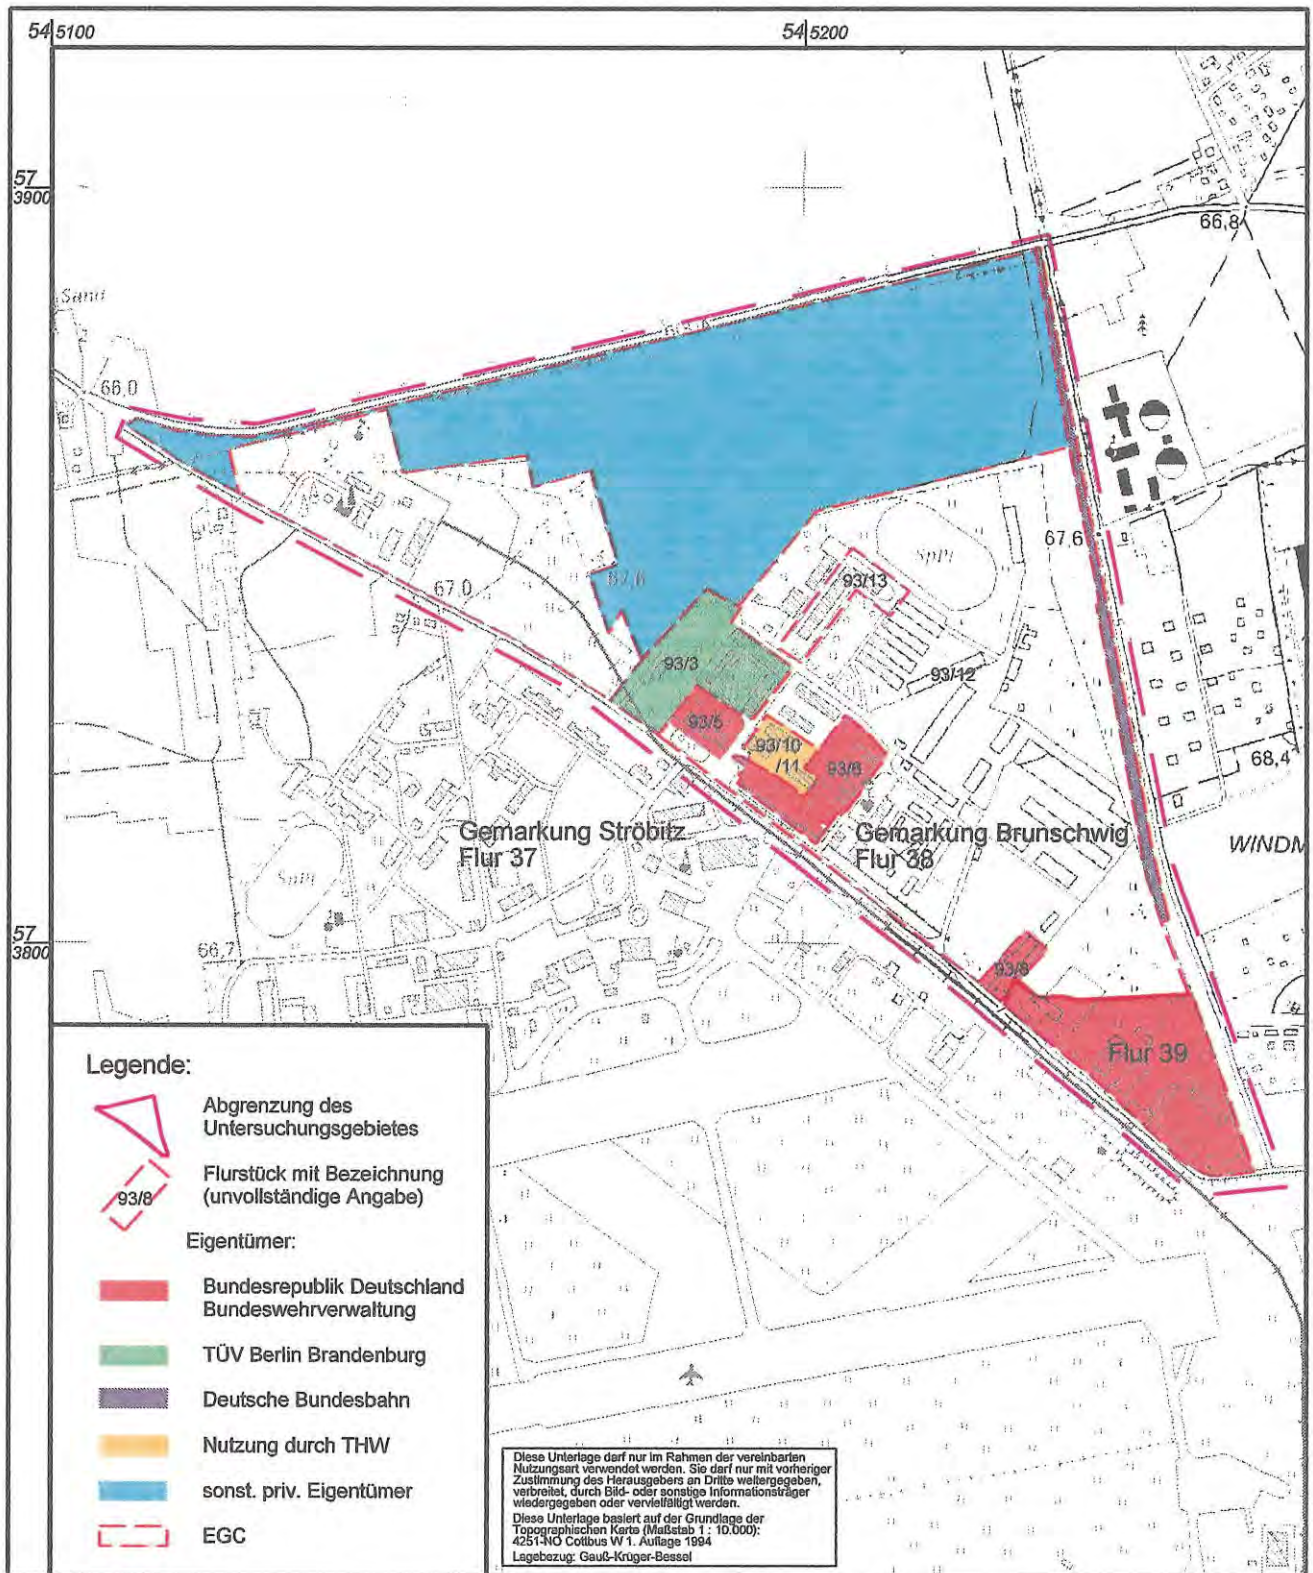 54 5100
54 5200
57
3900
66,8
Sand
66,0
67,6
SpPl
93/13
67,6
67,0
93/3
93/12
93/5
93/10
/11
93/6
68,4
Gemarkung Ströbitz
Flur 37
Gemarkung Brunschwig
Flur 38
WINDM
SpPl
57
3800
66,7
93/8
Flur 39
Legende:
Abgrenzung des
Untersuchungsgebietes
93/8
Flurstück mit Bezeichnung
(unvollständige Angabe)
Eigentümer:
Bundesrepublik Deutschland
Bundeswehrverwaltung
TÜV Berlin Brandenburg
Deutsche Bundesbahn
Nutzung durch THW
sonst. priv. Eigentümer
EGC
Diese Unterlage darf nur im Rahmen der vereinbarten
Nutzungsart verwendet werden. Sie darf nur mit vorheriger
Zustimmung des Herausgebers an Dritte weitergegeben,
verbreitet, durch Bild- oder sonstige Informationsträger
wiedergegeben oder vervielfältigt werden.
Diese Unterlage basiert auf der Grundlage der
Topographischen Karte (Maßstab 1 : 10.000):
4251-NO Cottbus W 1. Auflage 1994
Lagebezug: Gauß-Krüger-Bessel